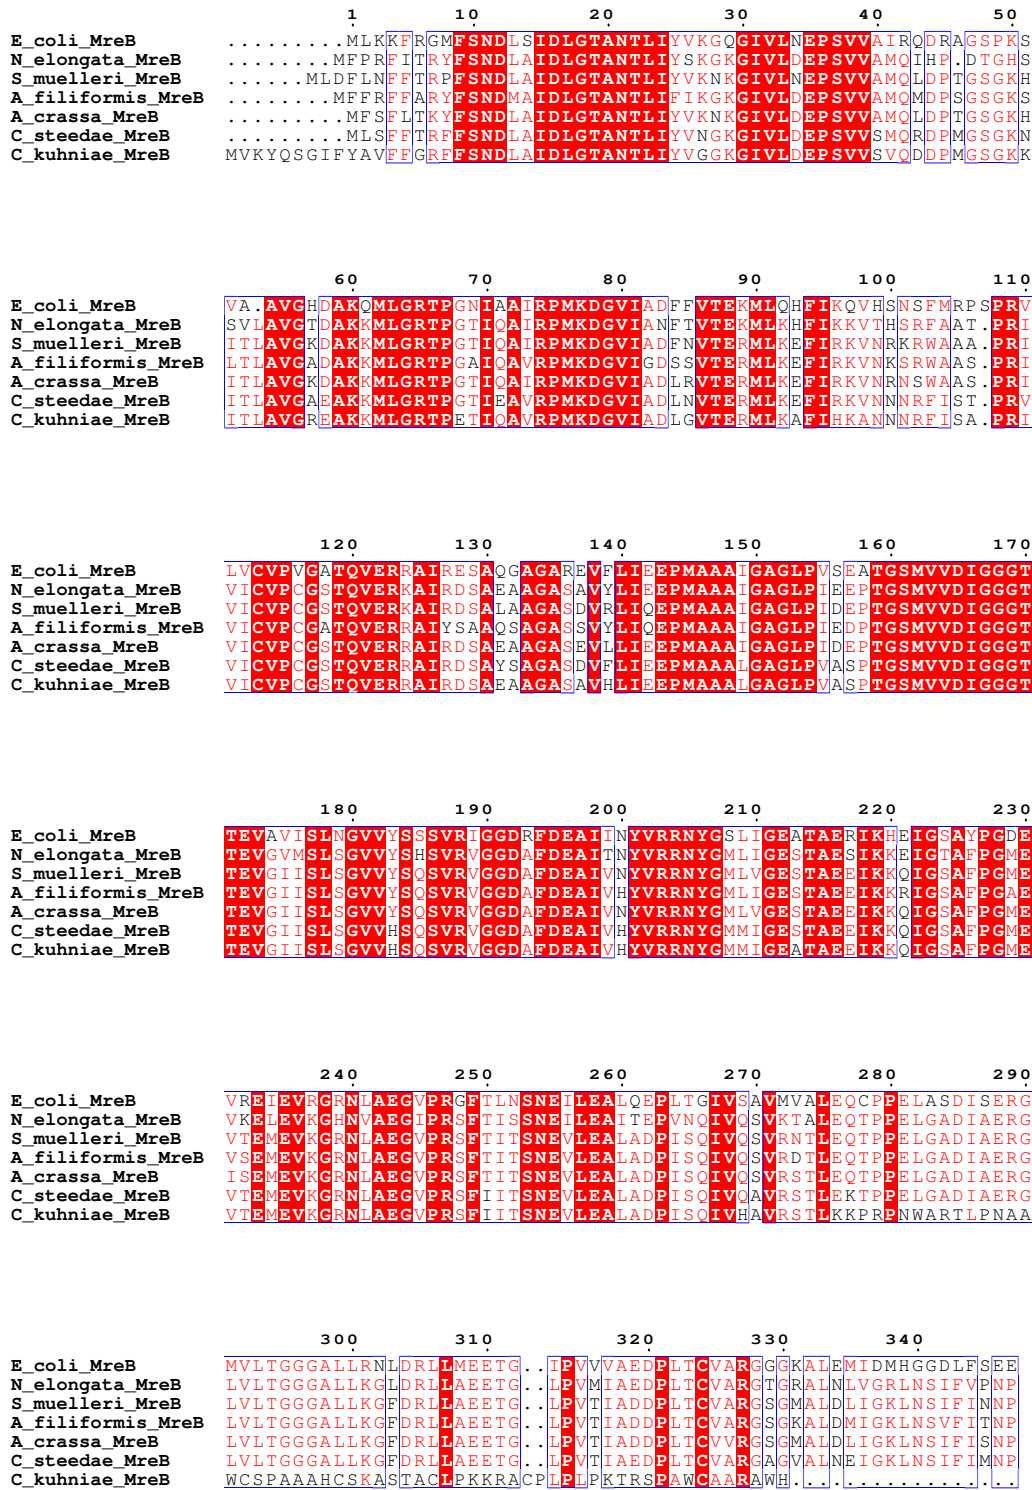 1 10 20 30 40 50
E_coli_MreB .........MLKKFRGMFSNDLSIDLGTANTLIYVKGQGIVLNEPSVVAIRQDRAGSPKS
N_elongata_MreB .........MFPRFITRYFSNDLAIDLGTANTLIYSKGKGIVLDEPSVVAMQIHP.DTGHS
S_muelleri_MreB ......MLDFLNFFTRPFSNDLAIDLGTANTLIYVKNKGIVLNEPSVVAMQLDPTGSGKH
A_filiformis_MreB ........MFFRFFARYFSNDMAIDLGTANTLIFIKGKGIVLDEPSVVAMQMDPSGSGKS
A_crassa_MreB .........MFSFLTKYFSNDLAIDLGTANTLIYVKNKGIVLDEPSVVAMQLDPTGSGKH
C_steedae_MreB .........MLSFFTRFFSNDLAIDLGTANTLIYVNGKGIVLDEPSVVSMQRDPMGSGKN
C_kuhniae_MreB MVKYQSGIFYAVFFGRFFSNDLAIDLGTANTLIYVGGKGIVLDEPSVVSVQDDPMGSGKK
60 70 80 90 100 110
E_coli_MreB VA.AVGHDAKQMLGRTPGNIAAIRPMKDGVIADFFVTEKMLQHFIKQVHSNSFMRPSPRV
N_elongata_MreB SVLAVGTDAKKMLGRTPGTIQAIRPMKDGVIANFTVTEKMLKHFIKKVTHSRFAAT.PRI
S_muelleri_MreB ITLAVGKDAKKMLGRTPGTIQAIRPMKDGVIADFNVTERMLKEFIRKVNRKRWAAA.PRI
A_filiformis_MreB LTLAVGADAKKMLGRTPGAIQAVRPMKDGVIGDSSVTERMLKEFIRKVNKSRWAAS.PRI
A_crassa_MreB ITLAVGKDAKKMLGRTPGTIQAIRPMKDGVIADLRVTERMLKEFIRKVNRNSWAAS.PRI
C_steedae_MreB ITLAVGAEAKKMLGRTPGTIEAVRPMKDGVIADLNVTERMLKEFIRKVNNNRFIST.PRV
C_kuhniae_MreB ITLAVGREAKKMLGRTPETIQAVRPMKDGVIADLGVTERMLKAFIHKANNNRFISA.PRI
120 130 140 150 160 170
E_coli_MreB LVCVPVGATQVERRAIRESAQGAGAREVFLIEEPMAAAIGAGLPVSEATGSMVVDIGGGT
N_elongata_MreB VICVPCGSTQVERKAIRDSAEAAGASAVYLIEEPMAAAIGAGLPIEEPTGSMVVDIGGGT
S_muelleri_MreB VICVPCGSTQVERRAIRDSALAAGASDVRLIQEPMAAAIGAGLPIDEPTGSMVVDIGGGT
A_filiformis_MreB VICVPCGATQVERRAIYSAAQSAGASSVYLIQEPMAAAIGAGLPIEDPTGSMVVDIGGGT
A_crassa_MreB VICVPCGSTQVERRAIRDSAEAAGASEVLLIEEPMAAAIGAGLPIDEPTGSMVVDIGGGT
C_steedae_MreB VICVPCGSTQVERRAIRDSAYSAGASDVFLIEEPMAAALGAGLPVASPTGSMVVDIGGGT
C_kuhniae_MreB VICVPCGSTQVERRAIRDSAEAAGASAVHLIEEPMAAALGAGLPVASPTGSMVVDIGGGT
180 190 200 210 220 230
E_coli_MreB TEVAVISLNGVVYSSSVRIGGDRFDEAIINYVRRNYGSLIGEATAERIKHEIGSAYPGDE
N_elongata_MreB TEVGVMSLSGVVYSHSVRVGGDAFDEAITNYVRRNYGMLIGESTAESIKKEIGTAFPGME
S_muelleri_MreB TEVGIISLSGVVYSQSVRVGGDAFDEAIVNYVRRNYGMLVGESTAEEIKKQIGSAFPGME
A_filiformis_MreB TEVGIISLSGVVYSQSVRVGGDAFDEAIVHYVRRNYGMLIGESTAEEIKKRIGSAFPGAE
A_crassa_MreB TEVGIISLSGVVYSQSVRVGGDAFDEAIVNYVRRNYGMLVGESTAEEIKKQIGSAFPGME
C_steedae_MreB TEVGIISLSGVVHSQSVRVGGDAFDEAIVHYVRRNYGMMIGESTAEEIKKQIGSAFPGME
C_kuhniae_MreB TEVGIISLSGVVHSQSVRVGGDAFDEAIVHYVRRNYGMMIGEATAEEIKKQIGSAFPGME
240 250 260 270 280 290
E_coli_MreB VREIEVRGRNLAEGVPRGFTLNSNEILEALQEPLTGIVSAVMVALEQCPPELASDISERG
N_elongata_MreB VKELEVKGHNVAEGIPRSFTISSNEILEAITEPVNQIVQSVKTALEQTPPELGADIAERG
S_muelleri_MreB VTEMEVKGRNLAEGVPRSFTITSNEVLEALADPISQIVQSVRNTLEQTPPELGADIAERG
A_filiformis_MreB VSEMEVKGRNLAEGVPRSFTITSNEVLEALADPISQIVQSVRDTLEQTPPELGADIAERG
A_crassa_MreB ISEMEVKGRNLAEGVPRSFTITSNEVLEALADPISQIVQSVRSTLEQTPPELGADIAERG
C_steedae_MreB VTEMEVKGRNLAEGVPRSFIITSNEVLEALADPISQIVQAVRSTLEKTPPELGADIAERG
C_kuhniae_MreB VTEMEVKGRNLAEGVPRSFIITSNEVLEALADPISQIVHAVRSTLKKPRPNWARTLPNAA
300 310 320 330 340
E_coli_MreB MVLTGGGALLRNLDRLLMEETG..IPVVVAEDPLTCVARGGGKALEMIDMHGGDLFSEE
N_elongata_MreB LVLTGGGALLKGLDRLLAEETG..LPVMIAEDPLTCVARGTGRALNLVGRLNSIFVPNP
S_muelleri_MreB LVLTGGGALLKGFDRLLAEETG..LPVTIADDPLTCVARGSGMALDLIGKLNSIFINNP
A_filiformis_MreB LVLTGGGALLKGFDRLLAEETG..LPVTIADDPLTCVARGSGKALDMIGKLNSVFITNP
A_crassa_MreB LVLTGGGALLKGFDRLLAEETG..LPVTIADDPLTCVVRGSGMALDLIGKLNSIFISNP
C_steedae_MreB LVLTGGGALLKGFDRLLAEETG..LPVTIADDPLTCVARGAGVALNEIGKLNSIFIMNP
C_kuhniae_MreB WCSPAAAHCSKASTACLPKKRACPLPLPKTRSPAWCAARAWH.................